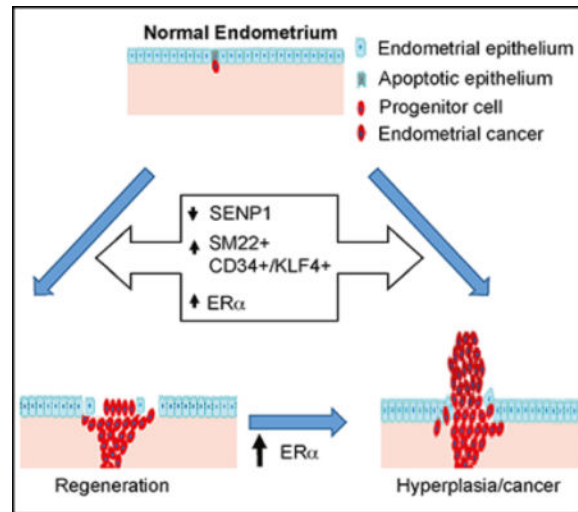 Normal Endometrium
Endometrial epithelium
Apoptotic epithelium
Progenitor cell
Endometrial cancer
SENP1
SM22+
CD34+/KLF4+
ERα
ERα
Regeneration
Hyperplasia/cancer